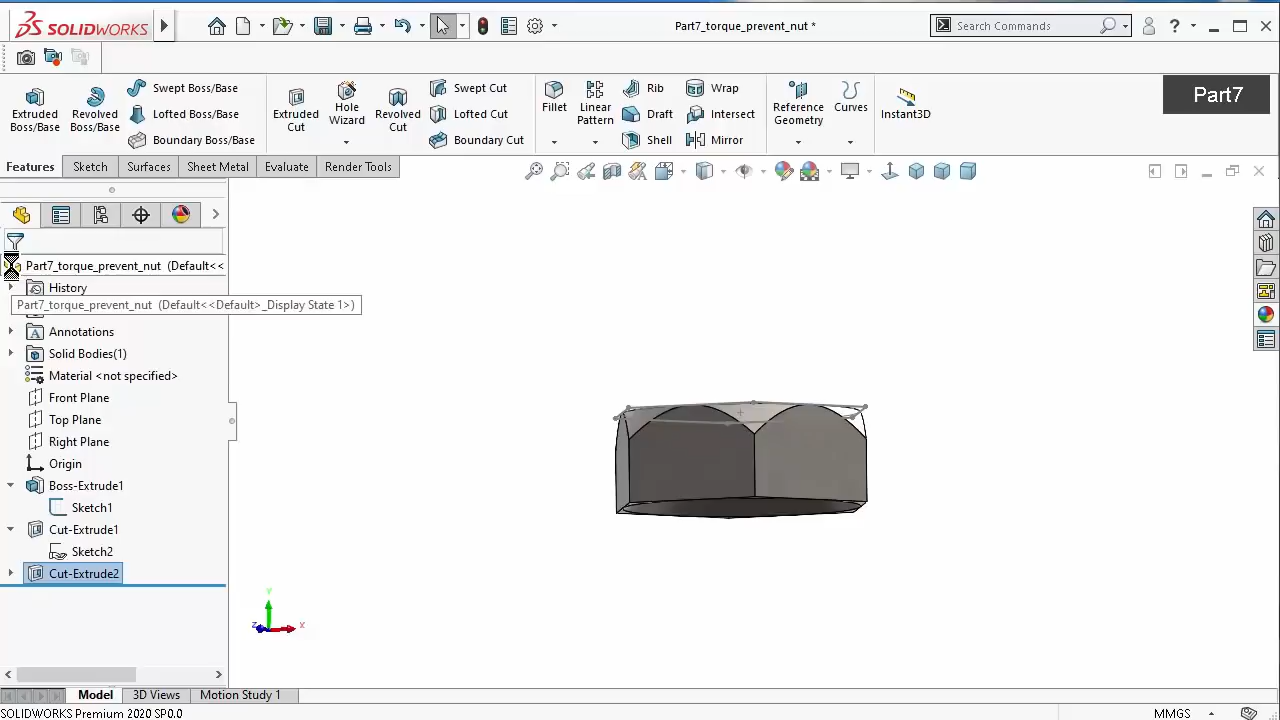 SOLIDWORKS
Part7_torque_prevent_nut *
Search Commands
?
Part7
Extruded Boss/Base
Revolved Boss/Base
Swept Boss/Base
Lofted Boss/Base
Boundary Boss/Base
Extruded Cut
Hole Wizard
Revolved Cut
Swept Cut
Lofted Cut
Boundary Cut
Fillet
Linear Pattern
Rib
Draft
Shell
Wrap
Intersect
Mirror
Reference Geometry
Curves
Instant3D
Features
Sketch
Surfaces
Sheet Metal
Evaluate
Render Tools
Part7_torque_prevent_nut (Default<<
History
Part7_torque_prevent_nut (Default<<Default>_Display State 1>)
Annotations
Solid Bodies(1)
Material <not specified>
Front Plane
Top Plane
Right Plane
Origin
Boss-Extrude1
Sketch1
Cut-Extrude1
Sketch2
Cut-Extrude2
Y
Z
X
Model
3D Views
Motion Study 1
SOLIDWORKS Premium 2020 SP0.0
MMGS